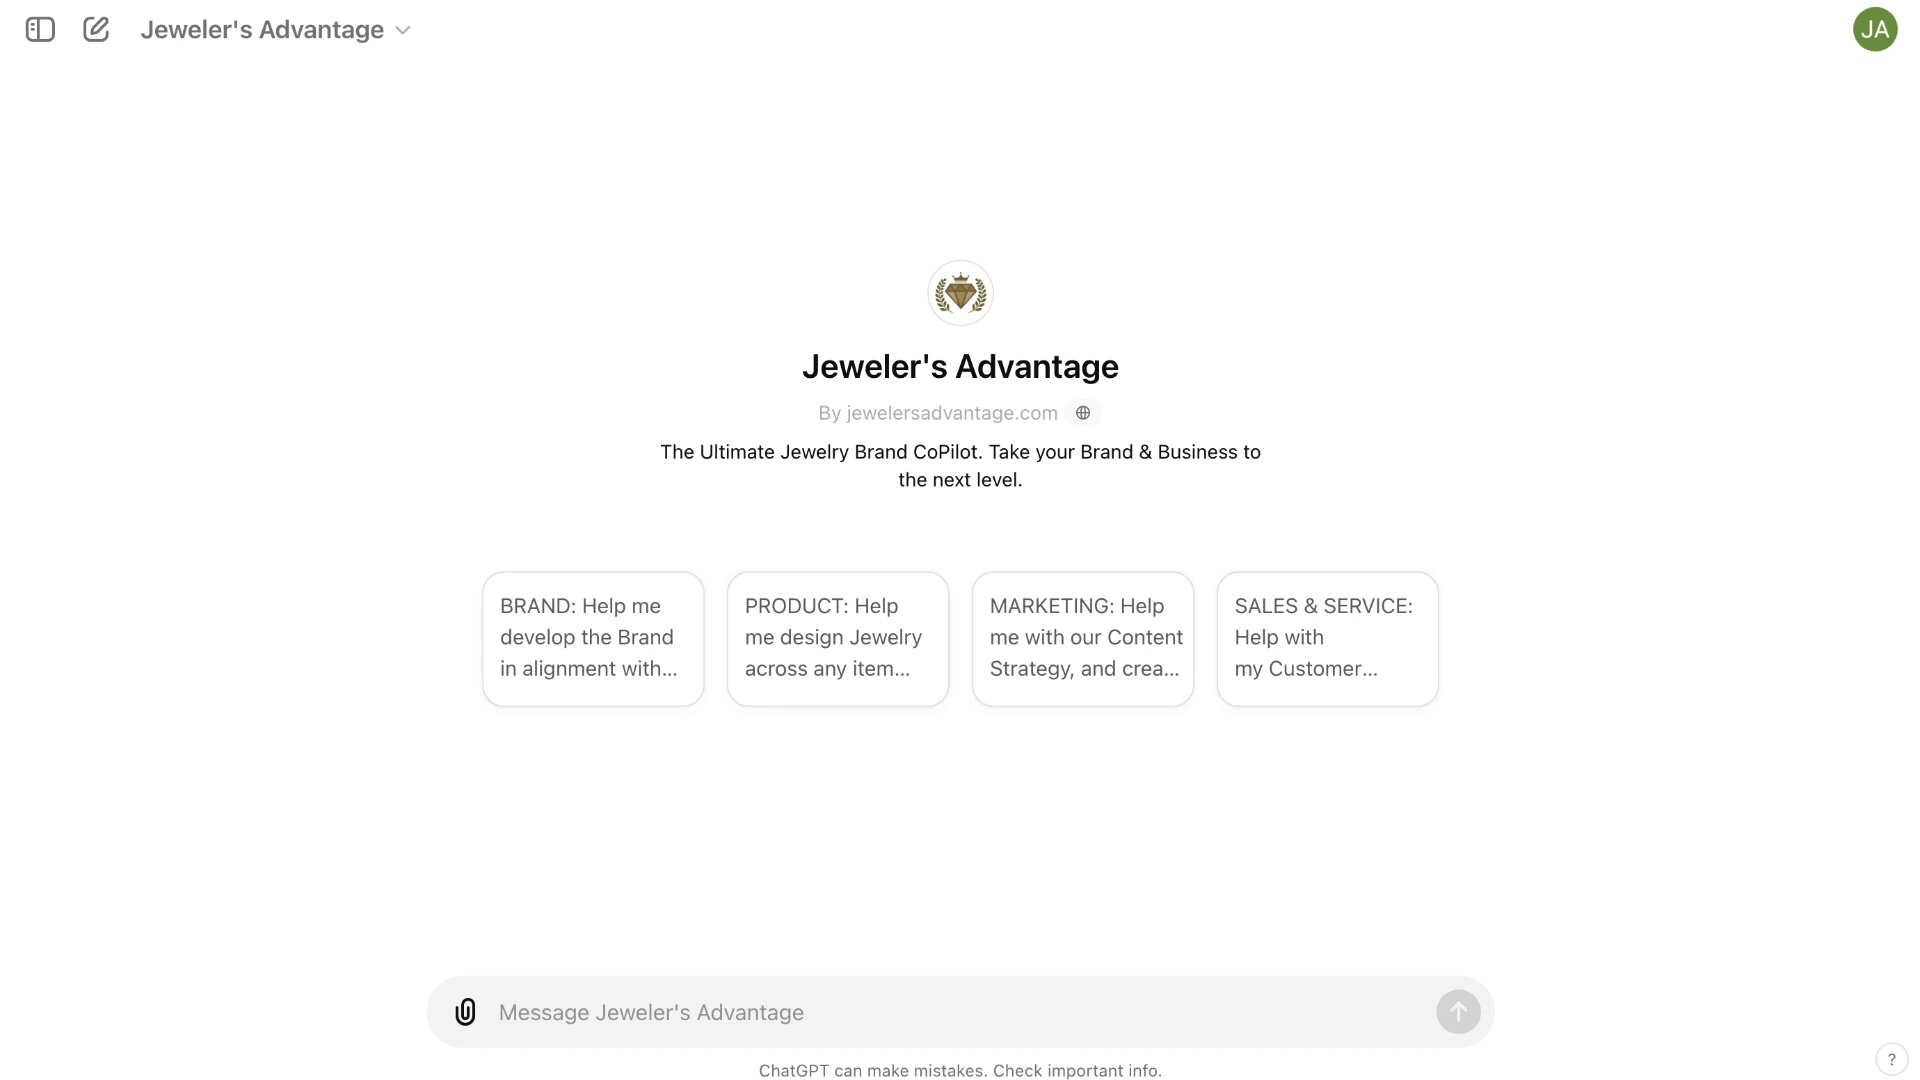 Jeweler's Advantage
JA
Jeweler's Advantage
By jewelersadvantage.com
The Ultimate Jewelry Brand CoPilot. Take your Brand & Business to
the next level.
BRAND: Help me
develop the Brand
in alignment with...
PRODUCT: Help
me design Jewelry
across any item...
MARKETING: Help
me with our Content
Strategy, and crea...
SALES & SERVICE:
Help with
my Customer...
Message Jeweler's Advantage
ChatGPT can make mistakes. Check important info.
?